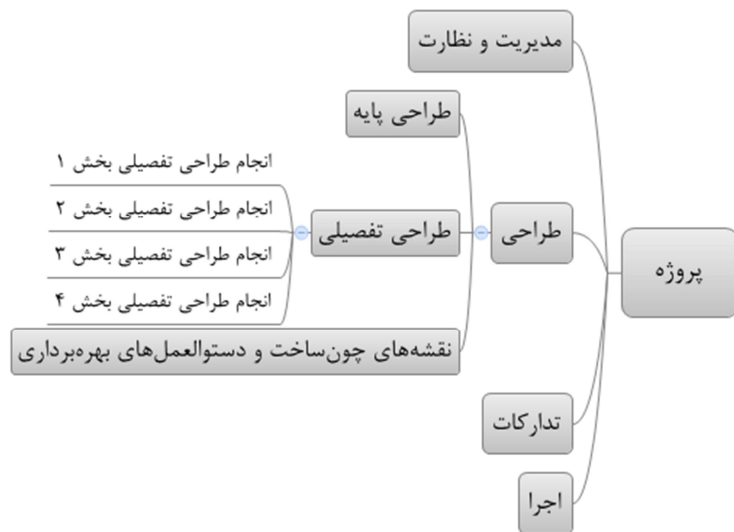 پروژه
مدیریت و نظارت
طراحی
طراحی پایه
طراحی تفصیلی
انجام طراحی تفصیلی بخش ۱
انجام طراحی تفصیلی بخش ۲
انجام طراحی تفصیلی بخش ۳
انجام طراحی تفصیلی بخش ۴
نقشه‌های چون‌ساخت و دستوالعمل‌های بهره‌برداری
تدارکات
اجرا